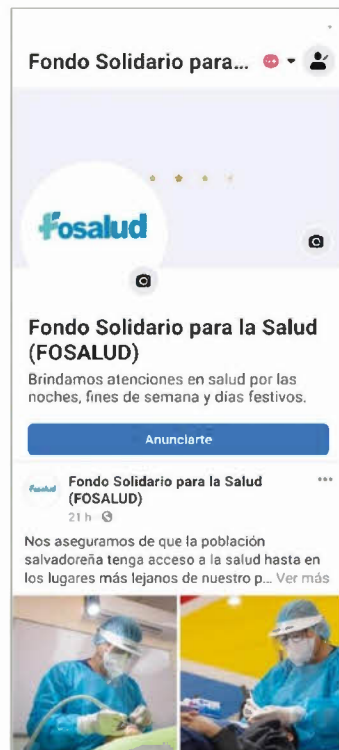 Fondo Solidario para...
fosalud
Fondo Solidario para la Salud
(FOSALUD)
Brindamos atenciones en salud por las
noches, fines de semana y días festivos.
Anunciarte
Fosalud
Fondo Solidario para la Salud
(FOSALUD)
21 h
Nos aseguramos de que la población
salvadoreña tenga acceso a la salud hasta en
los lugares más lejanos de nuestro p... Ver más